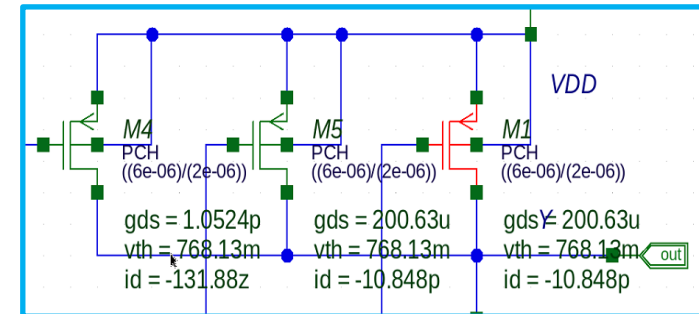 VDD
M4
PCH
((6e-06)/(2e-06))
gds = 1.0524p
vth = 768.13m
id = -131.88z
M5
PCH
((6e-06)/(2e-06))
gds = 200.63u
vth = 768.13m
id = -10.848p
M1
PCH
((6e-06)/(2e-06))
gds = 200.63u
Y
vth = 768.13m
id = -10.848p
out